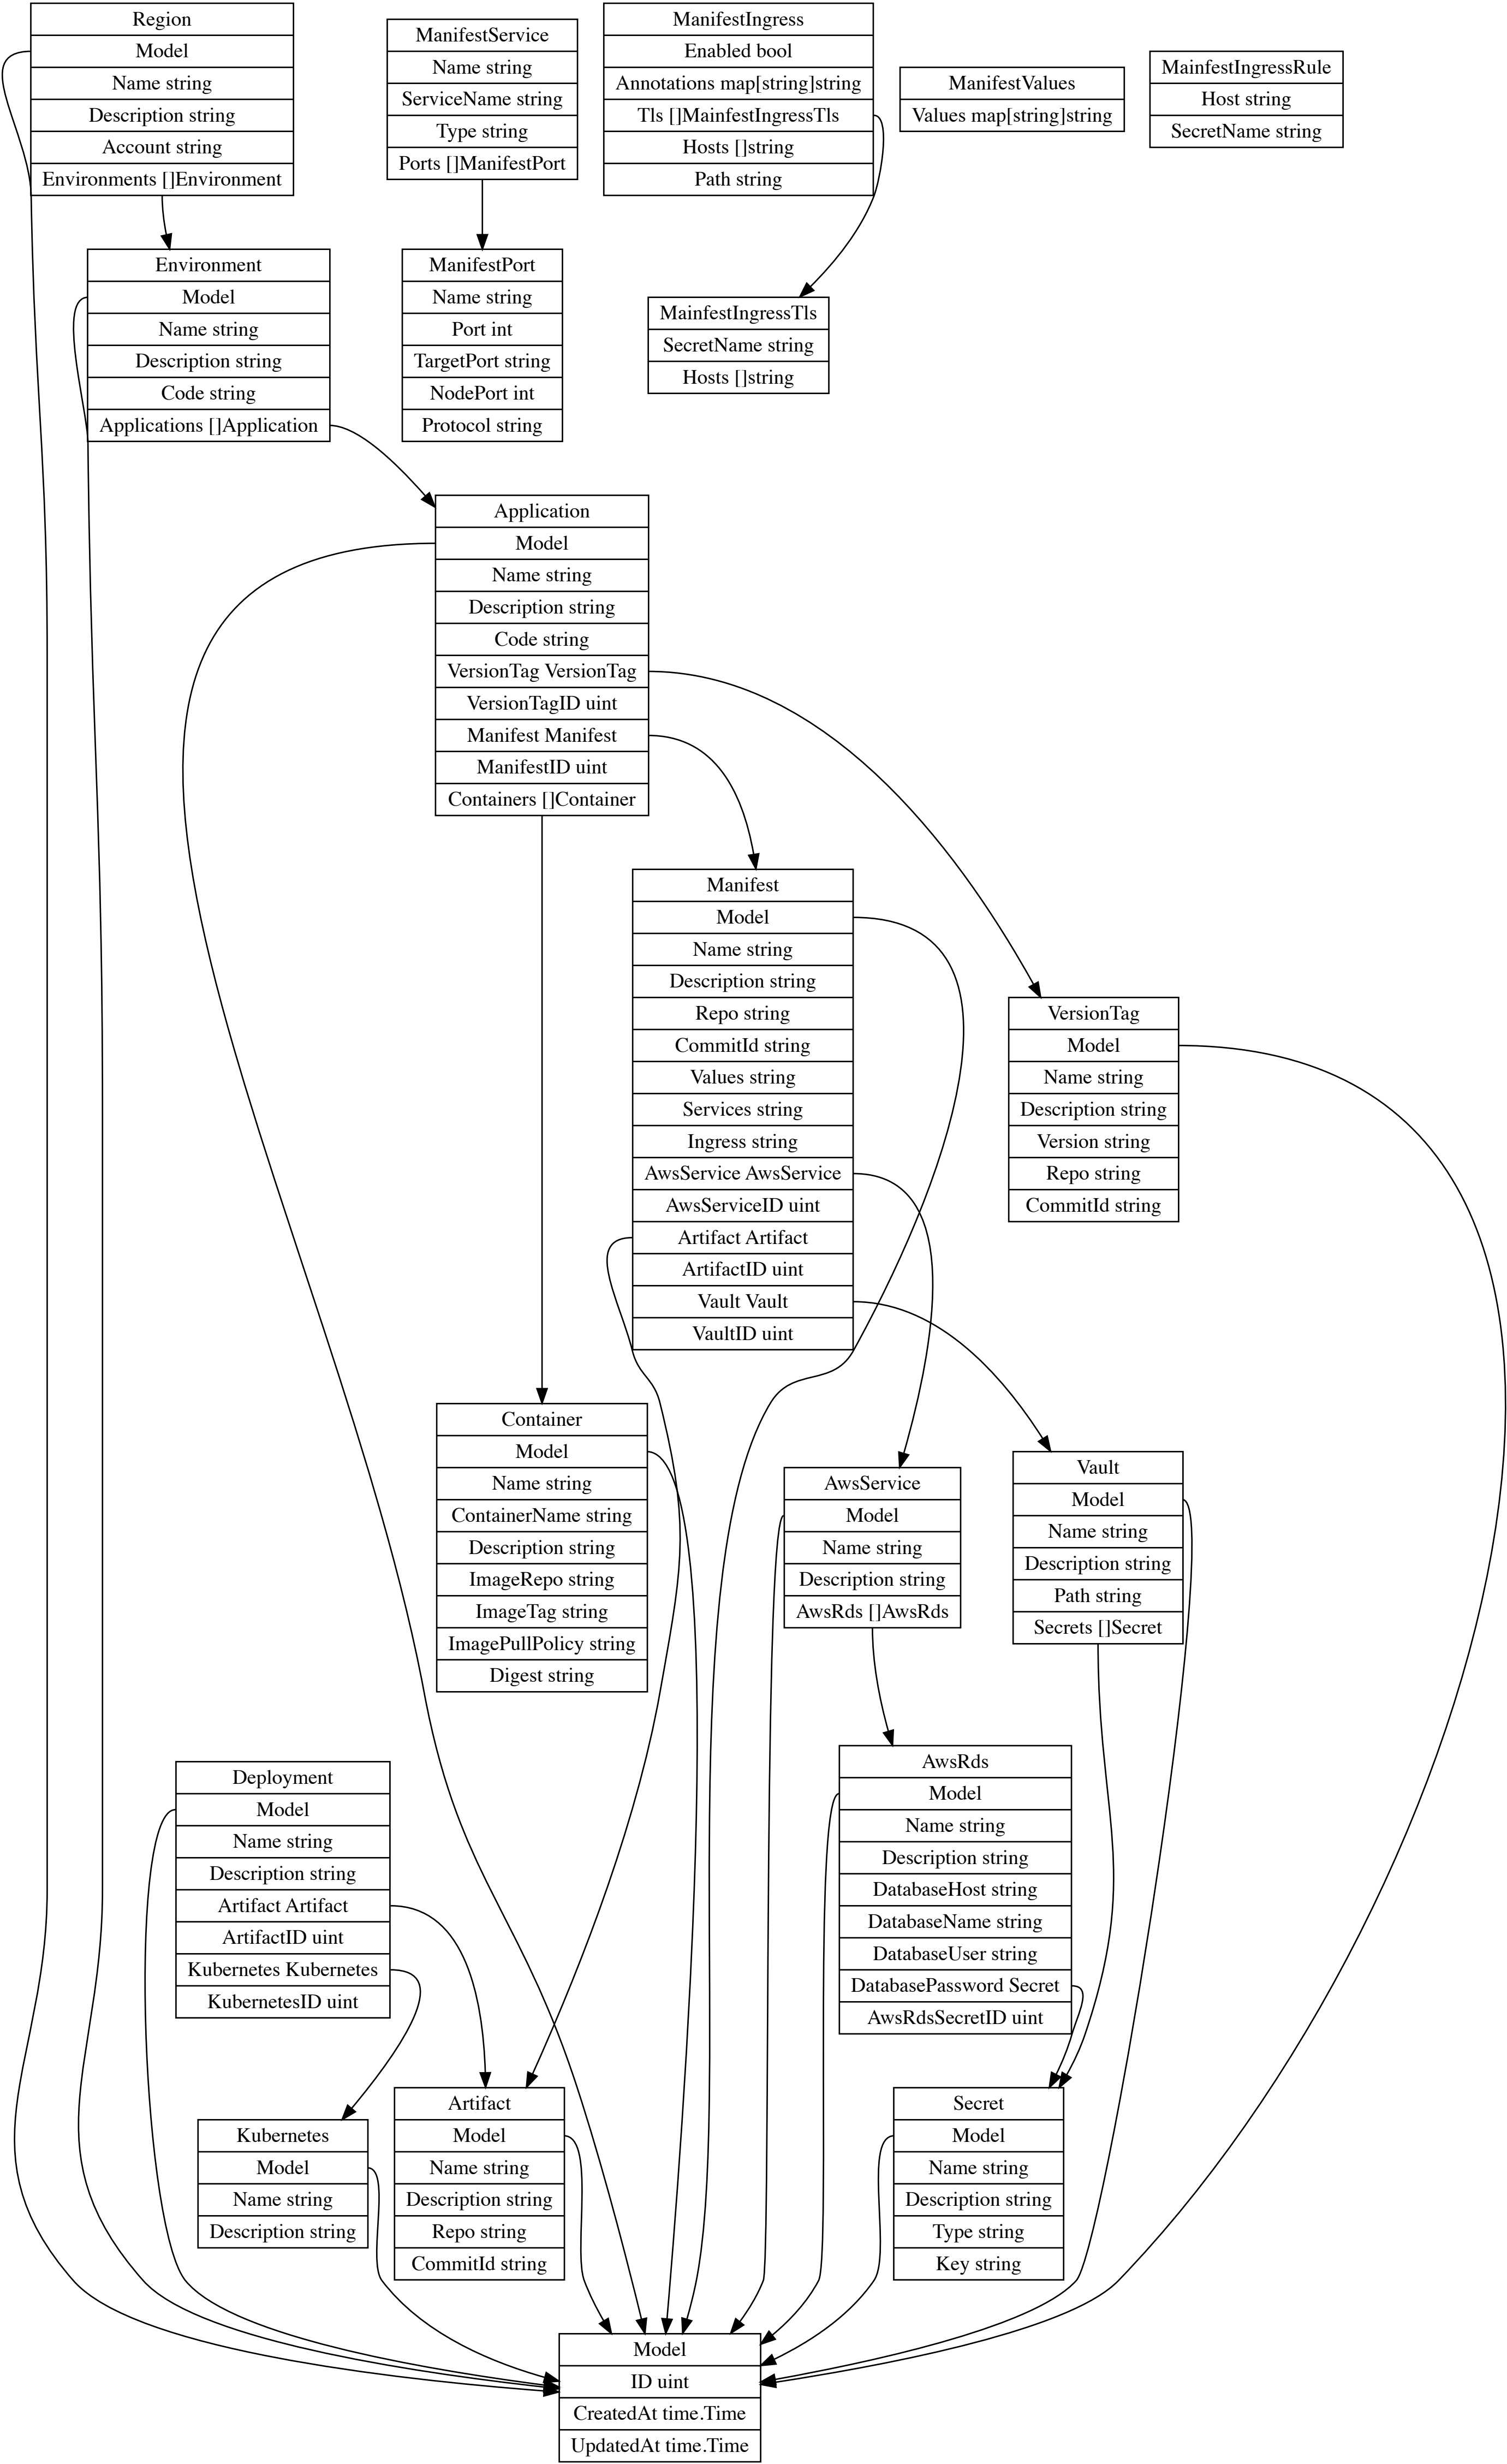 Region
Model
Name string
Description string
Account string
Environments []Environment
ManifestService
Name string
ServiceName string
Type string
Ports []ManifestPort
ManifestIngress
Enabled bool
Annotations map[string]string
Tls []MainfestIngressTls
Hosts []string
Path string
ManifestValues
Values map[string]string
MainfestIngressRule
Host string
SecretName string
Environment
Model
Name string
Description string
Code string
Applications []Application
ManifestPort
Name string
Port int
TargetPort string
NodePort int
Protocol string
MainfestIngressTls
SecretName string
Hosts []string
Application
Model
Name string
Description string
Code string
VersionTag VersionTag
VersionTagID uint
Manifest Manifest
ManifestID uint
Containers []Container
Manifest
Model
Name string
Description string
Repo string
CommitId string
Values string
Services string
Ingress string
AwsService AwsService
AwsServiceID uint
Artifact Artifact
ArtifactID uint
Vault Vault
VaultID uint
VersionTag
Model
Name string
Description string
Version string
Repo string
CommitId string
Container
Model
Name string
ContainerName string
Description string
ImageRepo string
ImageTag string
ImagePullPolicy string
Digest string
AwsService
Model
Name string
Description string
AwsRds []AwsRds
Vault
Model
Name string
Description string
Path string
Secrets []Secret
Deployment
Model
Name string
Description string
Artifact Artifact
ArtifactID uint
Kubernetes Kubernetes
KubernetesID uint
AwsRds
Model
Name string
Description string
DatabaseHost string
DatabaseName string
DatabaseUser string
DatabasePassword Secret
AwsRdsSecretID uint
Kubernetes
Model
Name string
Description string
Artifact
Model
Name string
Description string
Repo string
CommitId string
Secret
Model
Name string
Description string
Type string
Key string
Model
ID uint
CreatedAt time.Time
UpdatedAt time.Time